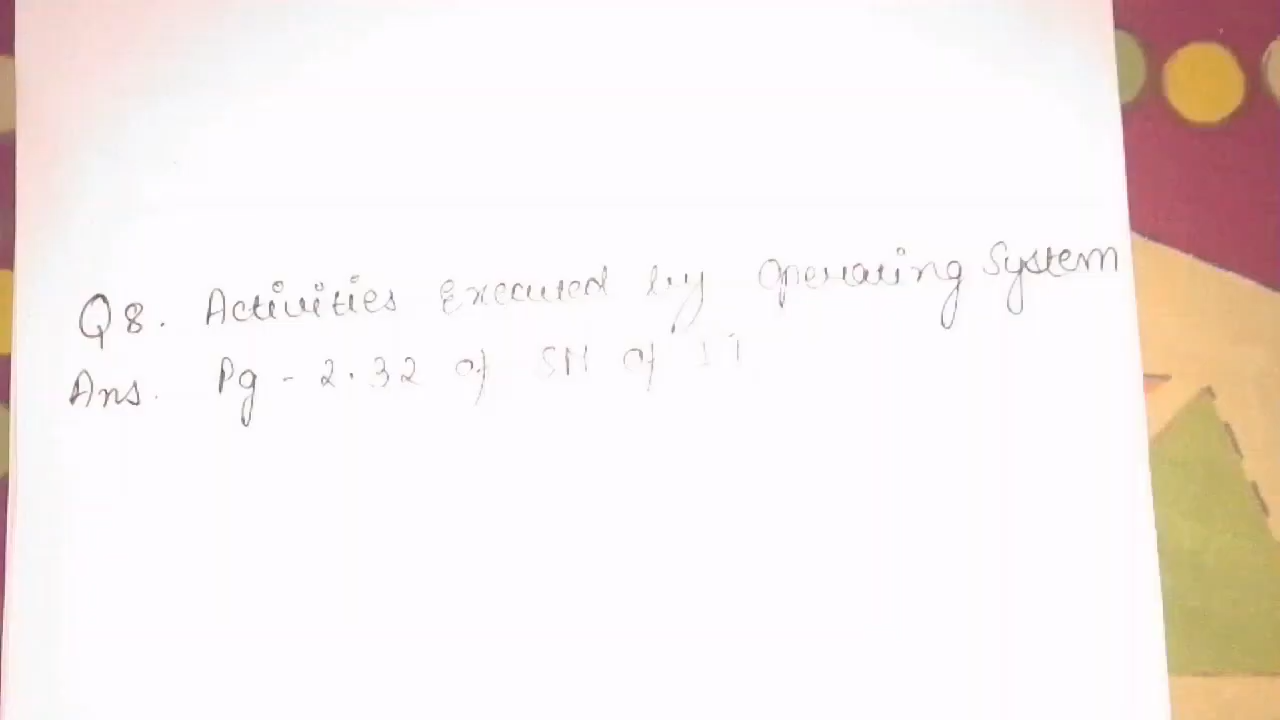 Q8. Activities Executed by Operating System
Ans. Pg - 2.32 of SM of